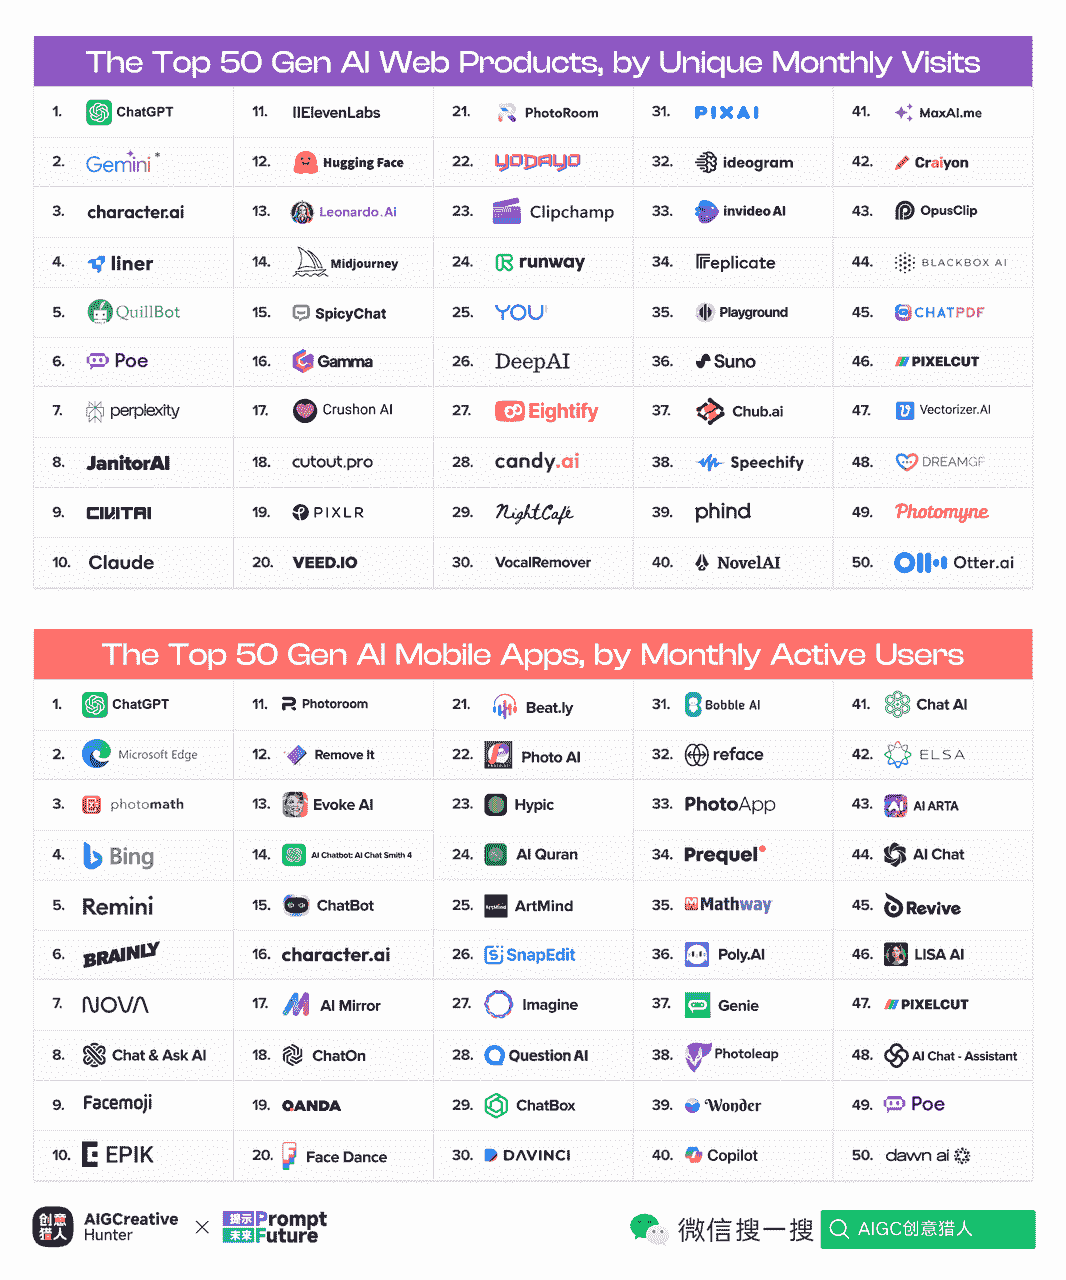 The Top 50 Gen AI Web Products, by Unique Monthly Visits
1. ChatGPT
2. Gemini *
3. character.ai
4. liner
5. QuillBot
6. Poe
7. perplexity
8. JanitorAI
9. CIVITAI
10. Claude
11. IIElevenLabs
12. Hugging Face
13. Leonardo.Ai
14. Midjourney
15. SpicyChat
16. Gamma
17. Crushon AI
18. cutout.pro
19. PIXLR
20. VEED.IO
21. PhotoRoom
22. YODAYO
23. Clipchamp
24. runway
25. YOU
26. DeepAI
27. Eightify
28. candy.ai
29. NightCafe
30. VocalRemover
31. PIXAI
32. ideogram
33. invideo AI
34. replicate
35. Playground
36. Suno
37. Chub.ai
38. Speechify
39. phind
40. NovelAI
41. MaxAI.me
42. Craiyon
43. OpusClip
44. BLACKBOX AI
45. CHATPDF
46. PIXELCUT
47. Vectorizer.AI
48. DREAMGF
49. Photomyne
50. Otter.ai
The Top 50 Gen AI Mobile Apps, by Monthly Active Users
1. ChatGPT
2. Microsoft Edge
3. photomath
4. Bing
5. Remini
6. BRAINLY
7. NOVA
8. Chat & Ask AI
9. Facemoji
10. EPIK
11. Photoroom
12. Remove It
13. Evoke AI
14. AI Chatbot: AI Chat Smith 4
15. ChatBot
16. character.ai
17. AI Mirror
18. ChatOn
19. QANDA
20. Face Dance
21. Beat.ly
22. Photo AI
23. Hypic
24. AI Quran
25. ArtMind
26. SnapEdit
27. Imagine
28. Question AI
29. ChatBox
30. DAVINCI
31. Bobble AI
32. reface
33. PhotoApp
34. Prequel
35. Mathway
36. Poly.AI
37. Genie
38. Photoleap
39. Wonder
40. Copilot
41. Chat AI
42. ELSA
43. AI ARTA
44. AI Chat
45. Revive
46. LISA AI
47. PIXELCUT
48. AI Chat - Assistant
49. Poe
50. dawn ai
创意猎人 AIGCreative Hunter × 提示未来 Prompt Future
微信搜一搜 AIGC创意猎人